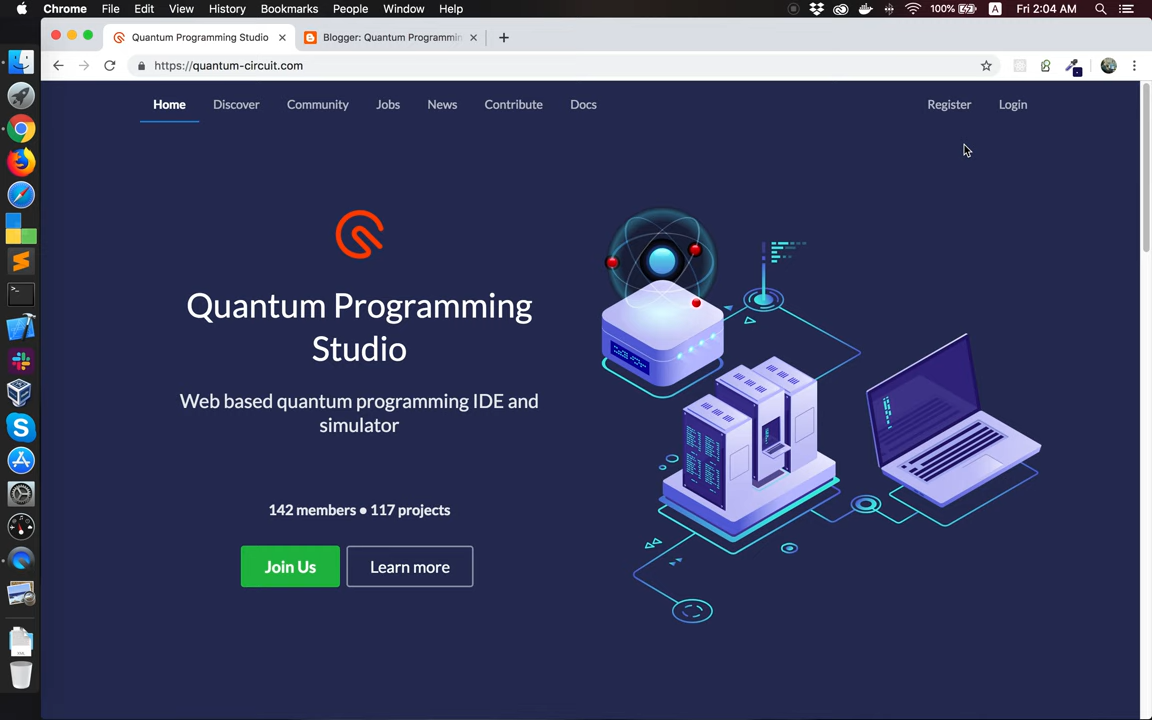 Chrome File Edit View History Bookmarks People Window Help 100% A Fri 2:04 AM
Quantum Programming Studio
Blogger: Quantum Programmin
https://quantum-circuit.com
Home Discover Community Jobs News Contribute Docs Register Login
Quantum Programming
Studio
Web based quantum programming IDE and
simulator
142 members • 117 projects
Join Us Learn more